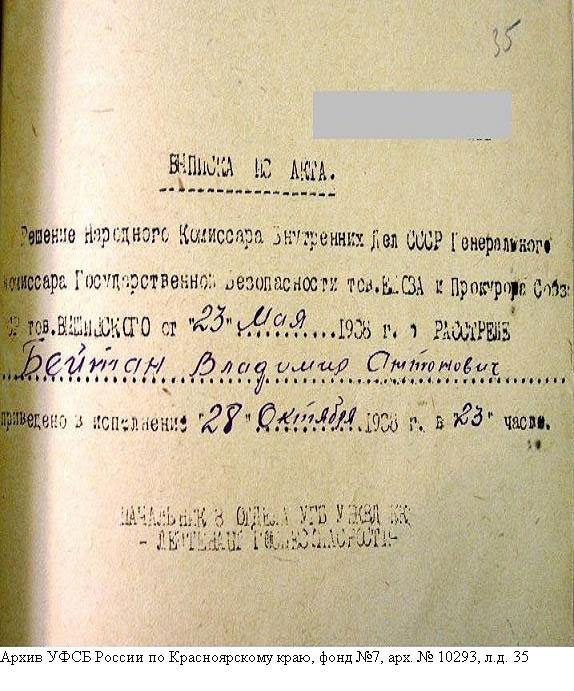 35
ВЫПИСКА ИЗ АКТА.
Решение Народного Комиссара Внутренних Дел СССР Генерального
комиссара Государственной Безопасности тов.ЕЖОВА и Прокурора Союза
ССР тов.ВЫШИНСКОГО от "23" Мая 1938 г. о РАССТРЕЛЕ
Бейман Владимир Антонович
приведено в исполнение "28" Октября 1938 г. в "23" часов.
НАЧАЛЬНИК 8 ОТДЕЛА УГБ УНКВД КК
- ЛЕЙТЕНАНТ ГОСБЕЗОПАСНОСТИ-
Архив УФСБ России по Красноярскому краю, фонд №7, арх. № 10293, л.д. 35